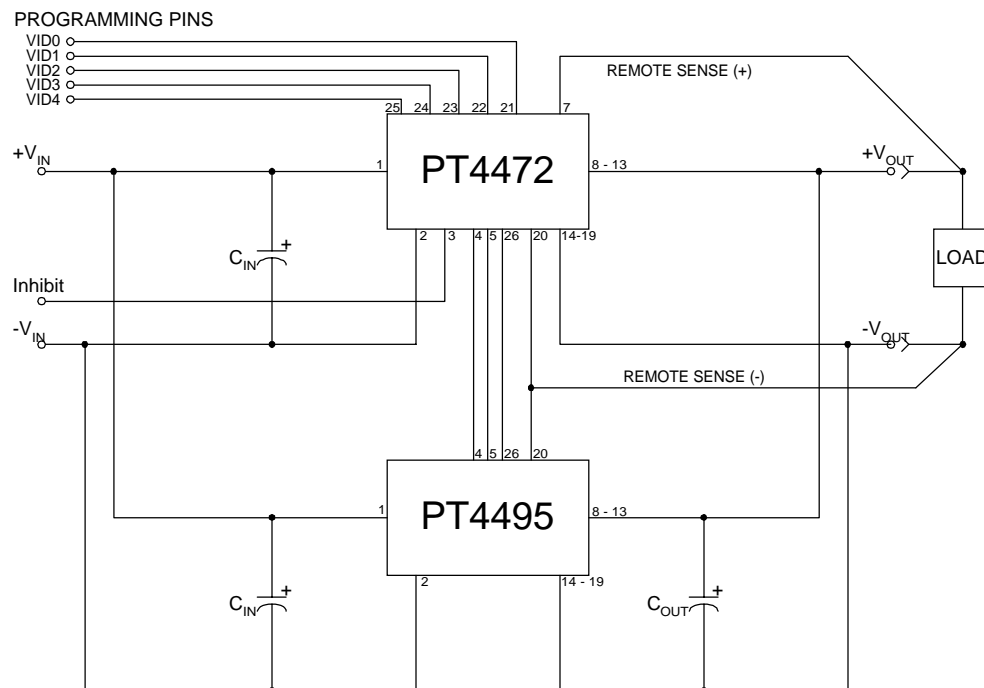 PROGRAMMING PINS
VID0
VID1
VID2
VID3
VID4
25 24 23 22 21 7
REMOTE SENSE (+)
+VIN
1
PT4472
8 - 13
+VOUT
2 3 4 5 26 20 14-19
CIN
+
LOAD
Inhibit
-VIN
-VOUT
REMOTE SENSE (-)
4 5 26 20
1
PT4495
8 - 13
2
14 - 19
CIN
+
COUT
+